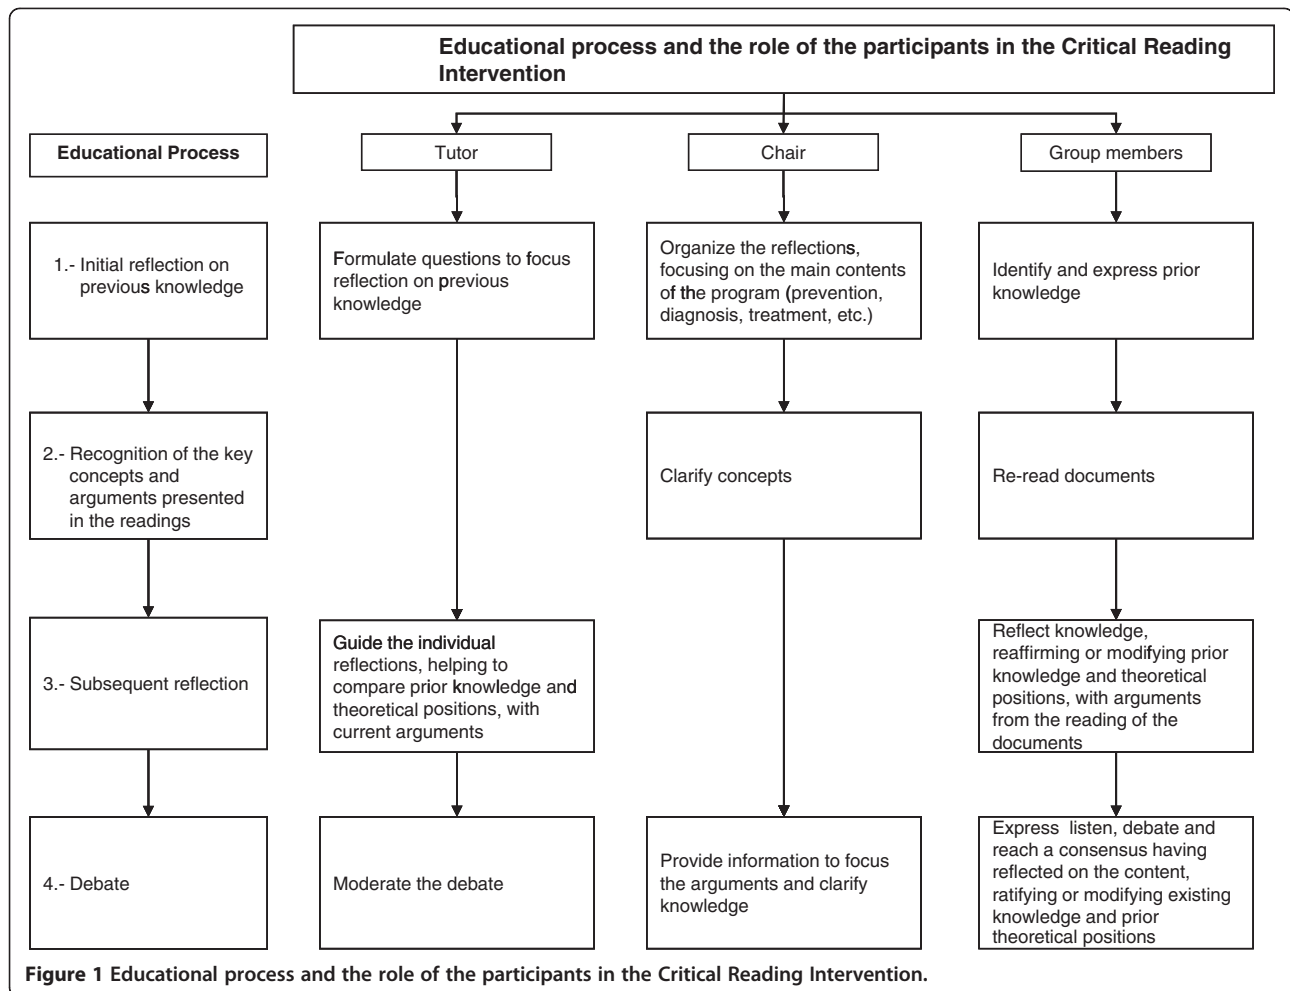 Educational process and the role of the participants in the Critical Reading
Intervention
Educational Process
Tutor
Chair
Group members
1.- Initial reflection on
previous knowledge
Formulate questions to focus
reflection on previous
knowledge
Organize the reflections,
focusing on the main contents
of the program (prevention,
diagnosis, treatment, etc.)
Identify and express prior
knowledge
2.- Recognition of the key
concepts and
arguments presented
in the readings
Clarify concepts
Re-read documents
3.- Subsequent reflection
Guide the individual
reflections, helping to
compare prior knowledge and
theoretical positions, with
current arguments
Reflect knowledge,
reaffirming or modifying prior
knowledge and theoretical
positions, with arguments
from the reading of the
documents
4.- Debate
Moderate the debate
Provide information to focus
the arguments and clarify
knowledge
Express listen, debate and
reach a consensus having
reflected on the content,
ratifying or modifying existing
knowledge and prior
theoretical positions
Figure 1 Educational process and the role of the participants in the Critical Reading Intervention.